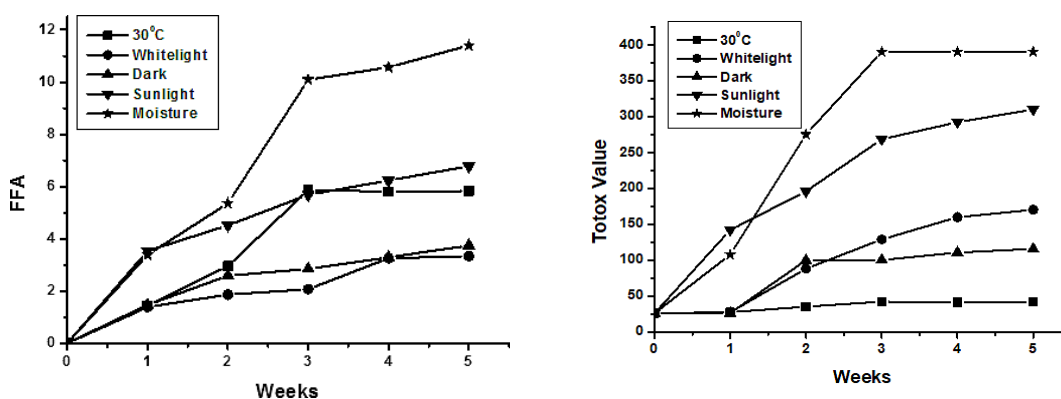 30⁰C
Whitelight
Dark
Sunlight
Moisture
12
10
8
6
4
2
0
FFA
0 1 2 3 4 5
Weeks
30⁰C
Whitelight
Dark
Sunlight
Moisture
400
350
300
250
200
150
100
50
0
Totox Value
0 1 2 3 4 5
Weeks